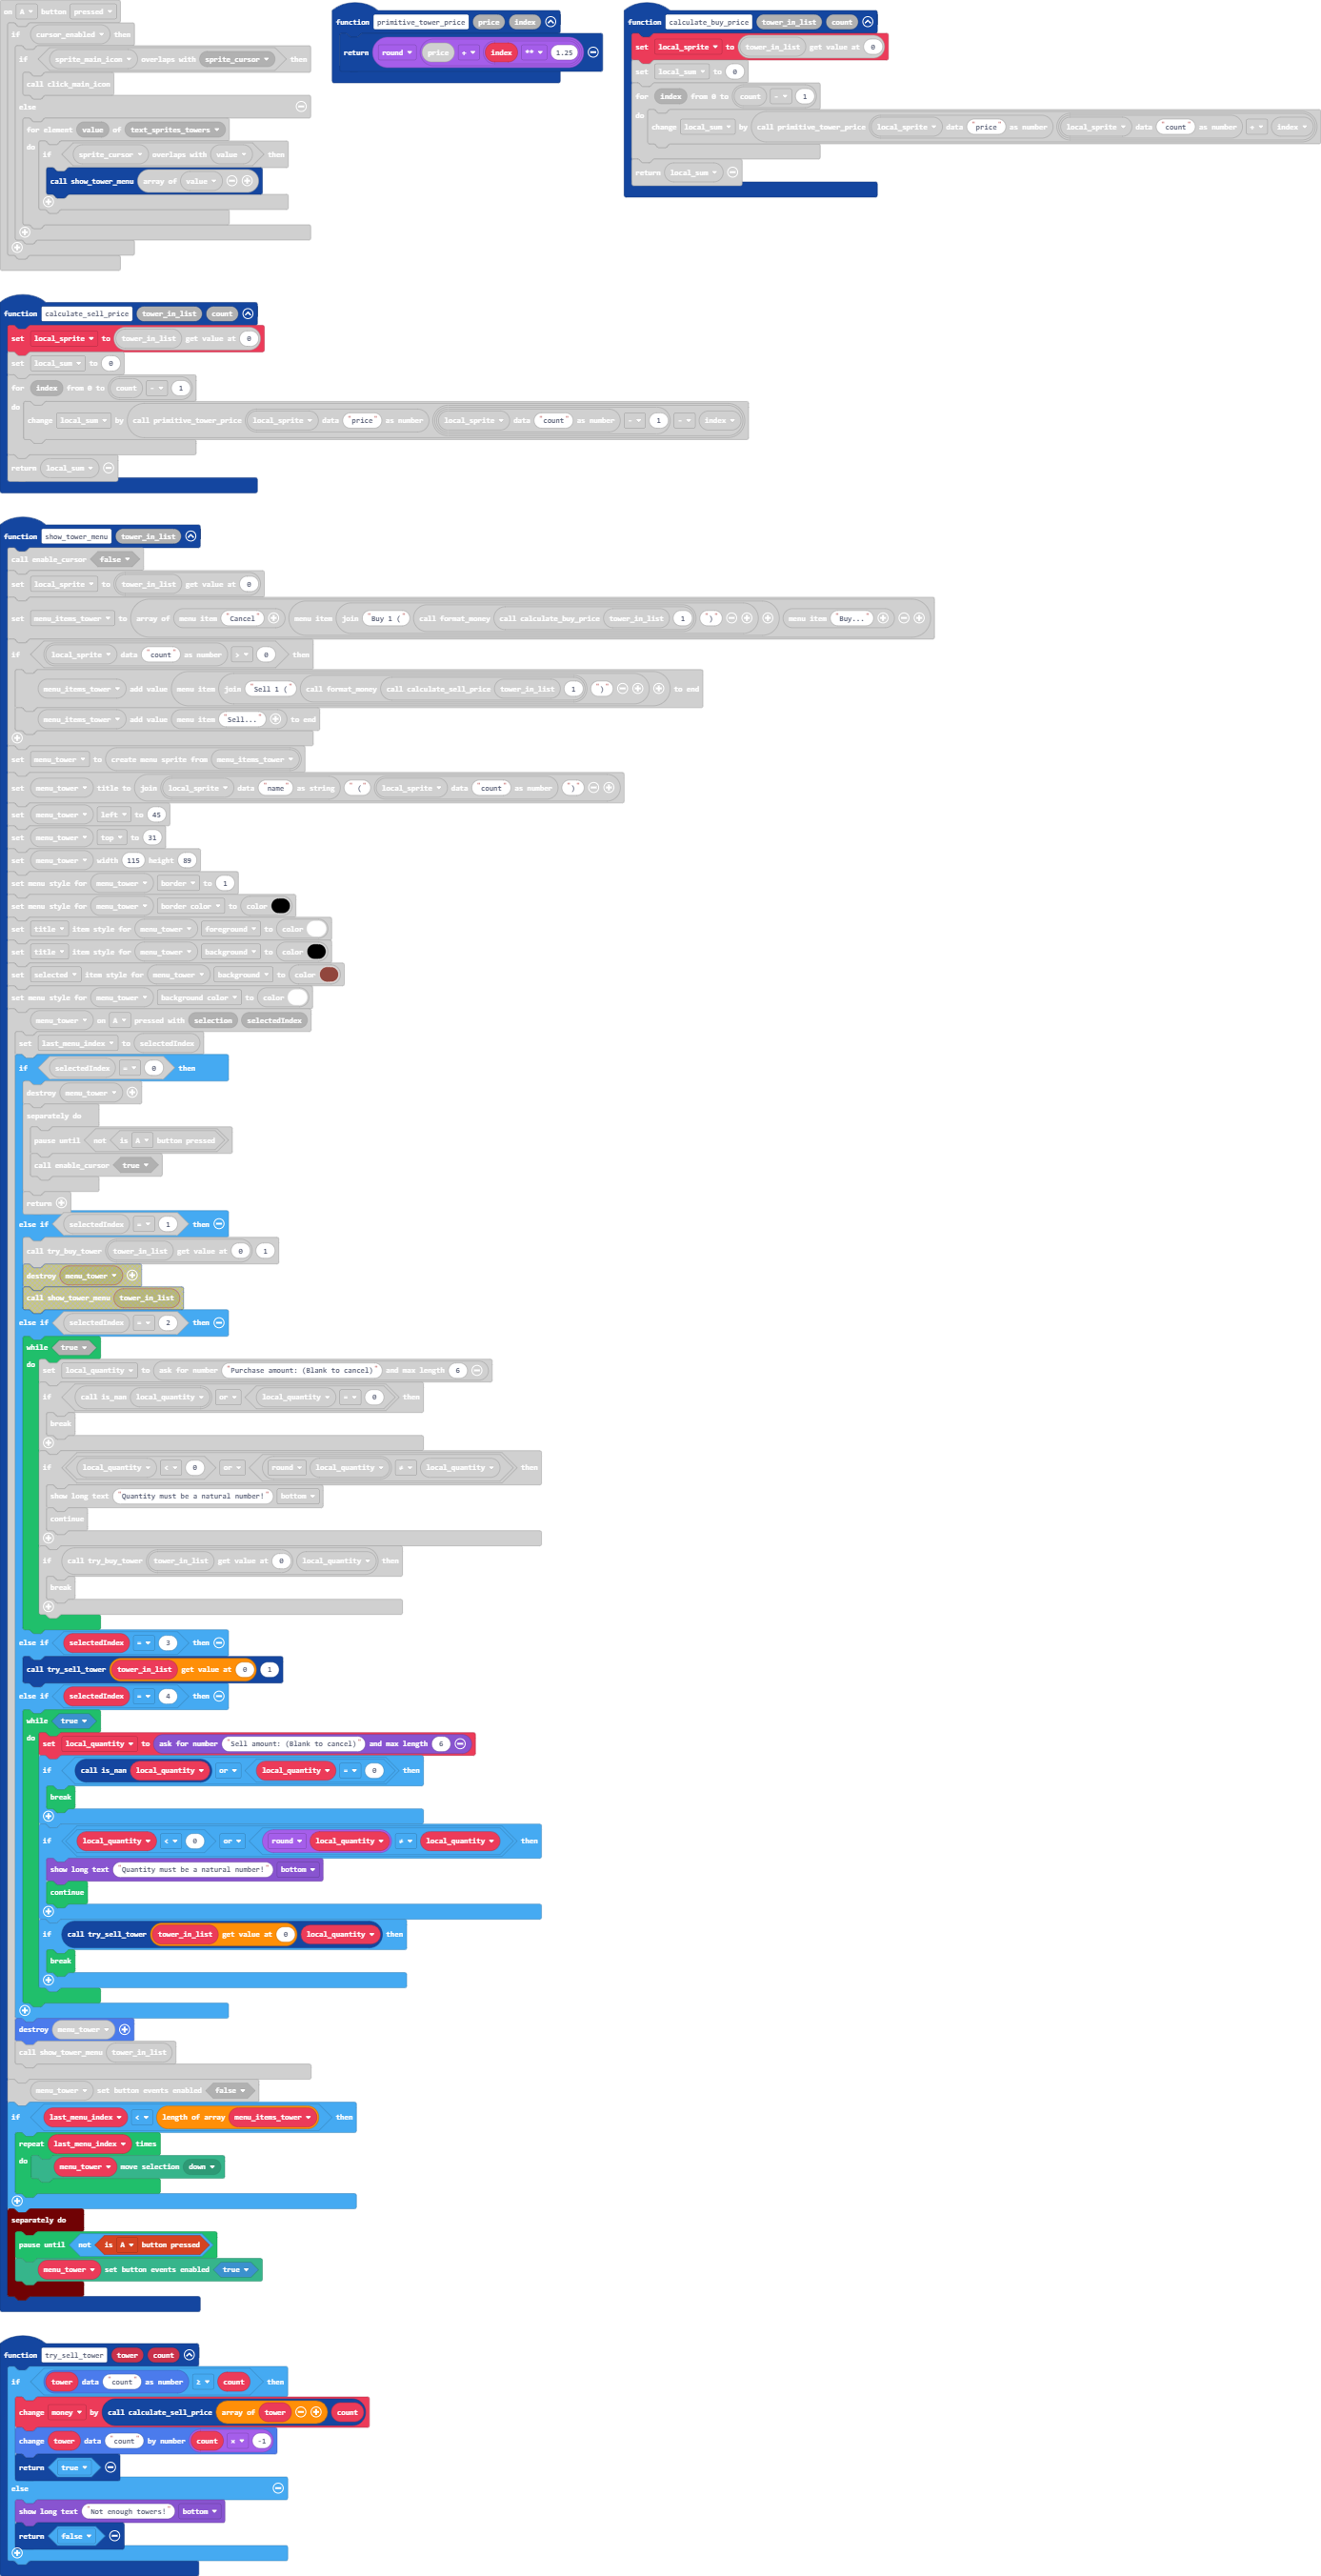 on A button pressed
if cursor_enabled then
if sprite_main_icon overlaps with sprite_cursor then
call click_main_icon
else
for element value of text_sprites_towers
do
if sprite_cursor overlaps with value then
call show_tower_menu array of value
function primitive_tower_price price index
return round price + index ** 1.25
function calculate_buy_price tower_in_list count
set local_sprite to tower_in_list get value at 0
set local_sum to 0
for index from 0 to count - 1
do
change local_sum by call primitive_tower_price local_sprite data "price" as number local_sprite data "count" as number + index
return local_sum
function calculate_sell_price tower_in_list count
set local_sprite to tower_in_list get value at 0
set local_sum to 0
for index from 0 to count - 1
do
change local_sum by call primitive_tower_price local_sprite data "price" as number local_sprite data "count" as number - 1 - index
return local_sum
function show_tower_menu tower_in_list
call enable_cursor false
set local_sprite to tower_in_list get value at 0
set menu_items_tower to array of menu item "Cancel" menu item join "Buy 1 (" call format_money call calculate_buy_price tower_in_list 1 ")" menu item "Buy..."
if local_sprite data "count" as number > 0 then
menu_items_tower add value menu item join "Sell 1 (" call format_money call calculate_sell_price tower_in_list 1 ")" to end
menu_items_tower add value menu item "Sell..." to end
set menu_tower to create menu sprite from menu_items_tower
set menu_tower title to join local_sprite data "name" as string " (" local_sprite data "count" as number ")"
set menu_tower left to 45
set menu_tower top to 31
set menu_tower width 115 height 89
set menu style for menu_tower border to 1
set menu style for menu_tower border color to color
set title item style for menu_tower foreground to color
set title item style for menu_tower background to color
set selected item style for menu_tower background to color
set menu style for menu_tower background color to color
menu_tower on A pressed with selection selectedIndex
set last_menu_index to selectedIndex
if selectedIndex = 0 then
destroy menu_tower
separately do
pause until not is A button pressed
call enable_cursor true
return
else if selectedIndex = 1 then
call try_buy_tower tower_in_list get value at 0 1
destroy menu_tower
call show_tower_menu tower_in_list
else if selectedIndex = 2 then
while true
do
set local_quantity to ask for number "Purchase amount: (Blank to cancel)" and max length 6
if call is_nan local_quantity or local_quantity = 0 then
break
if local_quantity < 0 or round local_quantity ≠ local_quantity then
show long text "Quantity must be a natural number!" bottom
continue
if call try_buy_tower tower_in_list get value at 0 local_quantity then
break
else if selectedIndex = 3 then
call try_sell_tower tower_in_list get value at 0 1
else if selectedIndex = 4 then
while true
do
set local_quantity to ask for number "Sell amount: (Blank to cancel)" and max length 6
if call is_nan local_quantity or local_quantity = 0 then
break
if local_quantity < 0 or round local_quantity ≠ local_quantity then
show long text "Quantity must be a natural number!" bottom
continue
if call try_sell_tower tower_in_list get value at 0 local_quantity then
break
destroy menu_tower
call show_tower_menu tower_in_list
menu_tower set button events enabled false
if last_menu_index < length of array menu_items_tower then
repeat last_menu_index times
do
menu_tower move selection down
separately do
pause until not is A button pressed
menu_tower set button events enabled true
function try_sell_tower tower count
if tower data "count" as number ≥ count then
change money by call calculate_sell_price array of tower count
change tower data "count" by number count × -1
return true
else
show long text "Not enough towers!" bottom
return false